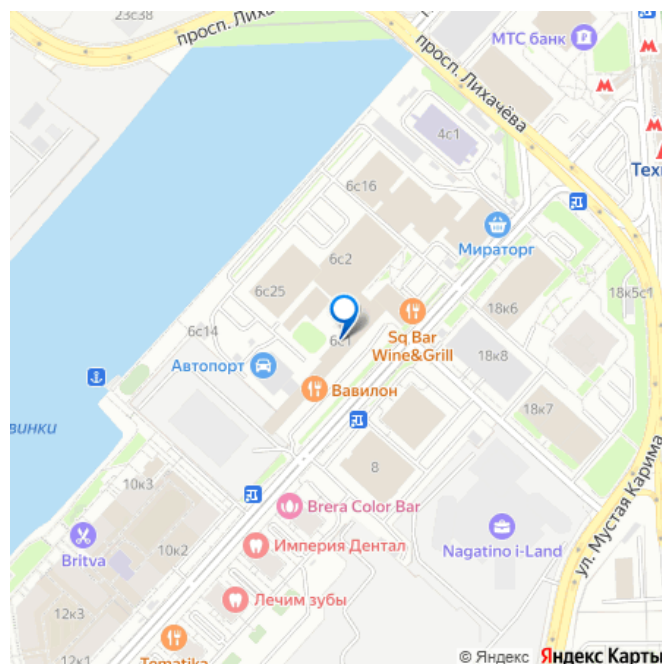 23с38
просп. Лиха
МТС банк
просп. Лихачёва
4с1
Техн
6с16
Мираторг
6с2
6с25
18к6
18к5с1
6с14
6с1
Sq Bar
Wine&Grill
18к8
Автопорт
Вавилон
18к7
винки
8
10к3
ул. Мустая Карима
Brera Color Bar
Britva
10к2
Империя Дентал
Nagatino i-Land
12к3
Лечим зубы
12к1
Tematika
© Яндекс Яндекс Карты